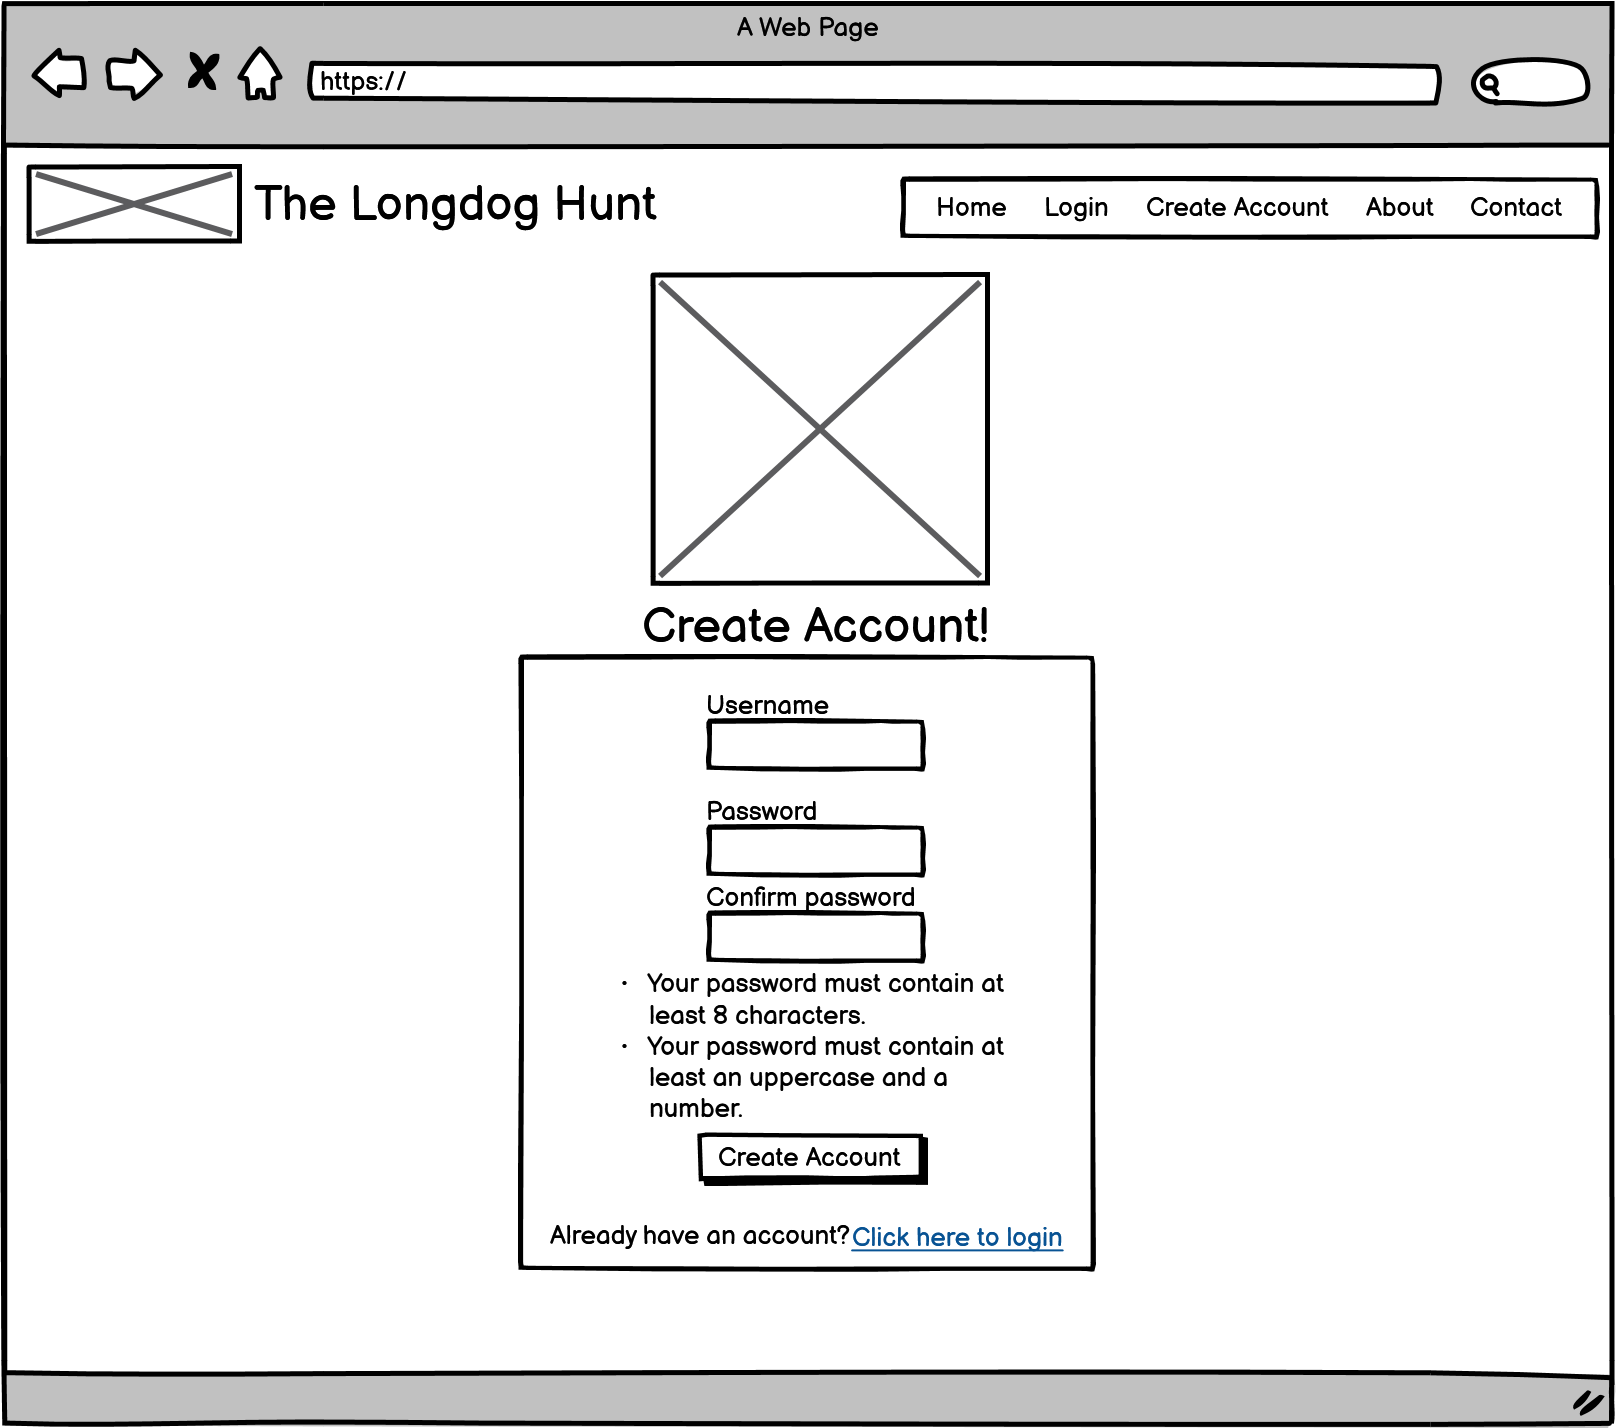 A Web Page
https://
The Longdog Hunt
Home Login Create Account About Contact
Create Account!
Username
Password
Confirm password
• Your password must contain at
least 8 characters.
• Your password must contain at
least an uppercase and a
number.
Create Account
Already have an account? Click here to login